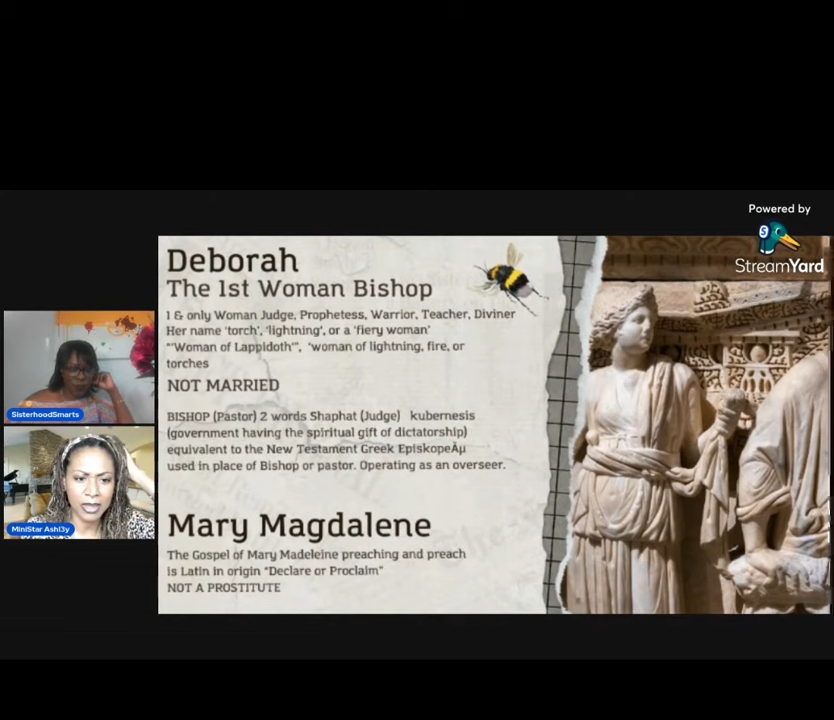 Powered by
S
StreamYard
Deborah
The 1st Woman Bishop
1 & only Woman Judge, Prophetess, Warrior, Teacher, Diviner
Her name 'torch', 'lightning', or a 'fiery woman'
"'Woman of Lappidoth'", 'woman of lightning, fire, or
torches
NOT MARRIED
BISHOP (Pastor) 2 words Shaphat (Judge) kubernesis
(government having the spiritual gift of dictatorship)
equivalent to the New Testament Greek EpiskopeÄµ
used in place of Bishop or pastor. Operating as an overseer.
Mary Magdalene
The Gospel of Mary Madeleine preaching and preach
is Latin in origin "Declare or Proclaim"
NOT A PROSTITUTE
SisterhoodSmarts
MiniStar Ashl3y